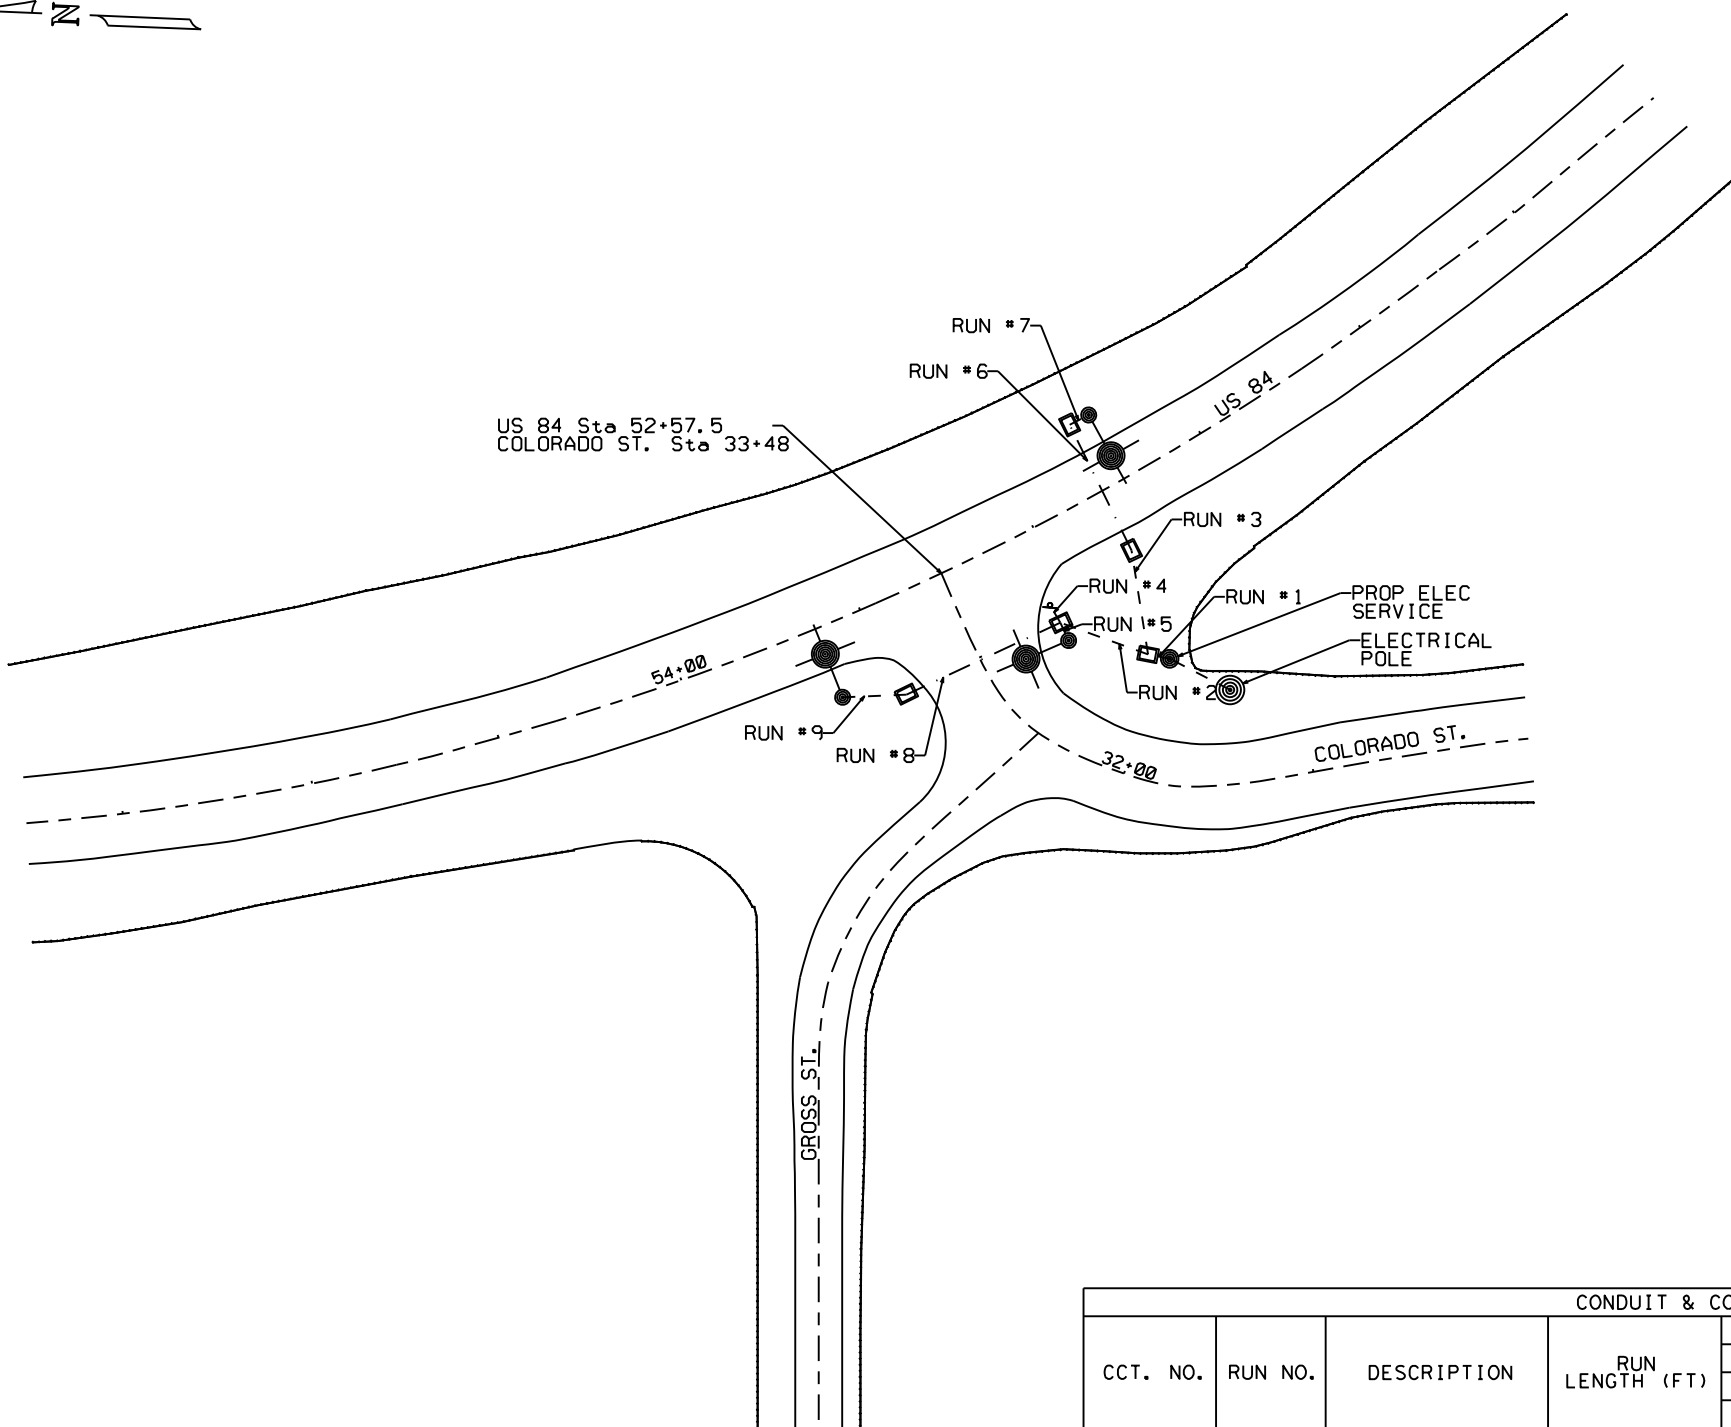 N
RUN #7
RUN #6
US 84 Sta 52+57.5
COLORADO ST. Sta 33+48
US 84
RUN #3
RUN #4
RUN #1
PROP ELEC
SERVICE
RUN #5
ELECTRICAL
POLE
54+00
RUN #2
RUN #9
RUN #8
COLORADO ST.
32+00
GROSS ST.
CONDUIT & CO
CCT. NO.
RUN NO.
DESCRIPTION
RUN
LENGTH (FT)